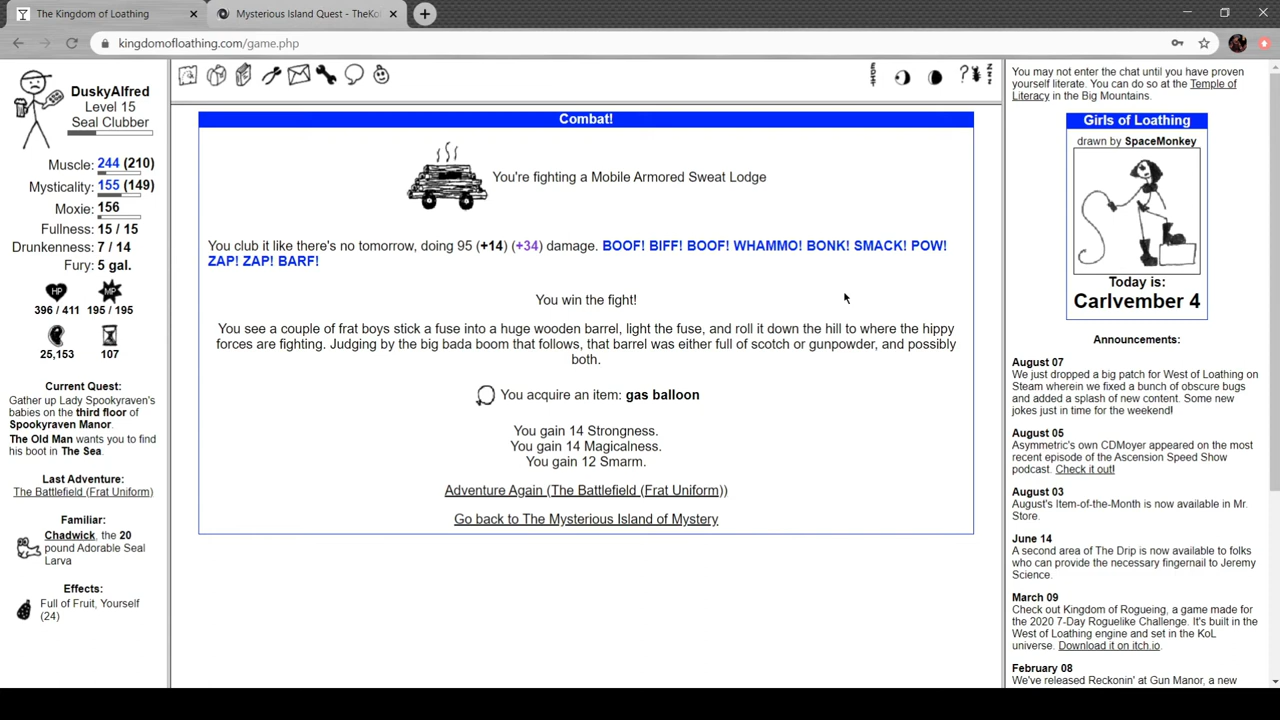 The Kingdom of Loathing
Mysterious Island Quest - TheKol
kingdomofloathing.com/game.php
DuskyAlfred
Level 15
Seal Clubber
Muscle: 244 (210)
Mysticality: 155 (149)
Moxie: 156
Fullness: 15 / 15
Drunkenness: 7 / 14
Fury: 5 gal.
HP MP
396 / 411 195 / 195
25,153 107
Current Quest:
Gather up Lady Spookyraven's
babies on the third floor of
Spookyraven Manor.
The Old Man wants you to find
his boot in The Sea.
Last Adventure:
The Battlefield (Frat Uniform)
Familiar:
Chadwick, the 20
pound Adorable Seal
Larva
Effects:
Full of Fruit, Yourself
(24)
Combat!
You're fighting a Mobile Armored Sweat Lodge
You club it like there's no tomorrow, doing 95 (+14) (+34) damage. BOOF! BIFF! BOOF! WHAMMO! BONK! SMACK! POW!
ZAP! ZAP! BARF!
You win the fight!
You see a couple of frat boys stick a fuse into a huge wooden barrel, light the fuse, and roll it down the hill to where the hippy
forces are fighting. Judging by the big bada boom that follows, that barrel was either full of scotch or gunpowder, and possibly
both.
You acquire an item: gas balloon
You gain 14 Strongness.
You gain 14 Magicalness.
You gain 12 Smarm.
Adventure Again (The Battlefield (Frat Uniform))
Go back to The Mysterious Island of Mystery
You may not enter the chat until you have proven
yourself literate. You can do so at the Temple of
Literacy in the Big Mountains.
Girls of Loathing
drawn by SpaceMonkey
Today is:
Carlvember 4
Announcements:
August 07
We just dropped a big patch for West of Loathing on
Steam wherein we fixed a bunch of obscure bugs
and added a splash of new content. Some new
jokes just in time for the weekend!
August 05
Asymmetric's own CDMoyer appeared on the most
recent episode of the Ascension Speed Show
podcast. Check it out!
August 03
August's Item-of-the-Month is now available in Mr.
Store.
June 14
A second area of The Drip is now available to folks
who can provide the necessary fingernail to Jeremy
Science.
March 09
Check out Kingdom of Rogueing, a game made for
the 2020 7-Day Roguelike Challenge. It's built in the
West of Loathing engine and set in the KoL
universe. Download it on itch.io.
February 08
We've released Reckonin' at Gun Manor, a new